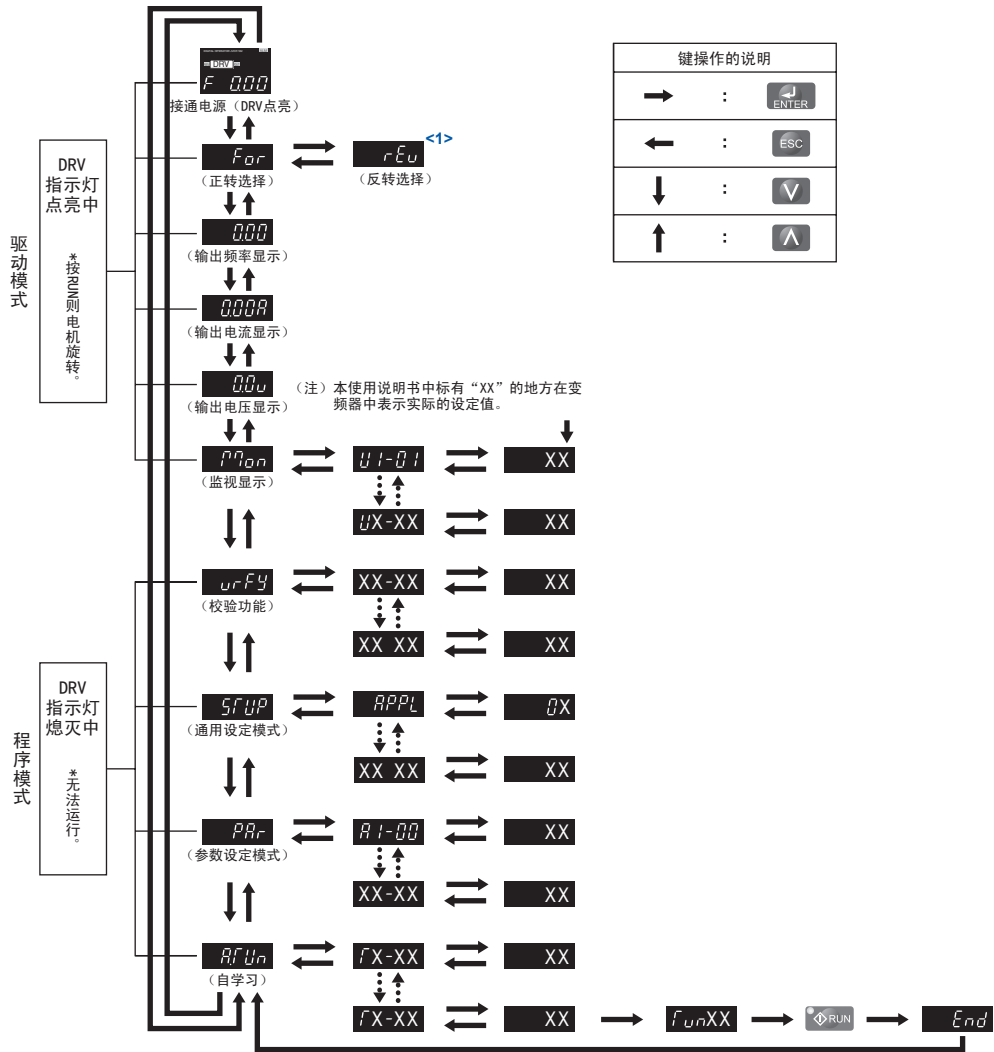 DRV
F 0.00
接通电源（DRV点亮）
For
rEv
<1>
（正转选择）
（反转选择）
0.00
（输出频率显示）
0.00A
（输出电流显示）
0.0v
（输出电压显示）
（注）本使用说明书中标有“XX”的地方在变
频器中表示实际的设定值。
Mon
U1-01
XX
（监视显示）
UX-XX
XX
vrFY
XX-XX
XX
（校验功能）
XX XX
XX
STUP
APPL
0X
（通用设定模式）
XX XX
XX
PAr
A1-00
XX
（参数设定模式）
XX-XX
XX
A.TUn
TX-XX
XX
（自学习）
TX-XX
XX
TunXX
RUN
End
驱动模式
DRV
指示灯
点亮中
*按RUN则电机旋转。
程序模式
DRV
指示灯
熄灭中
*无法运行。
键操作的说明
→ : ENTER
← : ESC
↓ : ∨
↑ : ∧